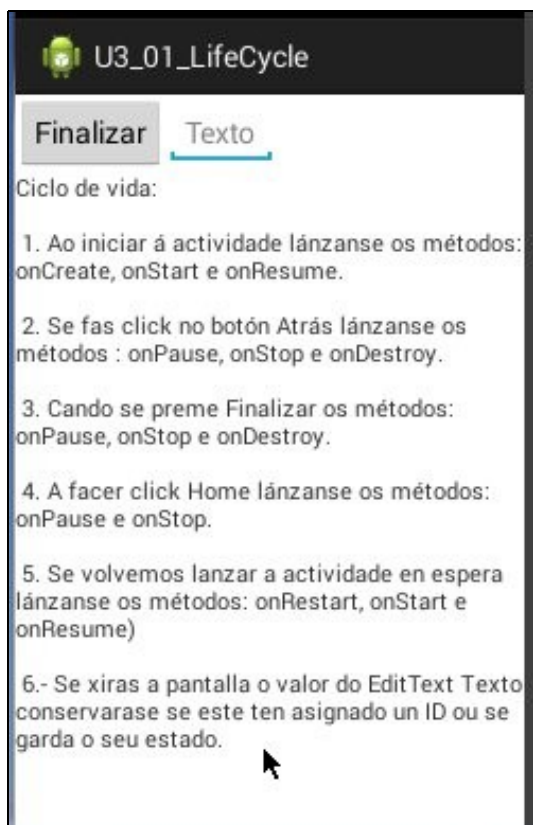 U3_01_LifeCycle
Finalizar Texto
Ciclo de vida:
1. Ao iniciar á actividade lánzanse os métodos:
onCreate, onStart e onResume.
2. Se fas click no botón Atrás lánzanse os
métodos : onPause, onStop e onDestroy.
3. Cando se preme Finalizar os métodos:
onPause, onStop e onDestroy.
4. A facer click Home lánzanse os métodos:
onPause e onStop.
5. Se volvemos lanzar a actividade en espera
lánzanse os métodos: onRestart, onStart e
onResume)
6.- Se xiras a pantalla o valor do EditText Texto
conservarase se este ten asignado un ID ou se
garda o seu estado.